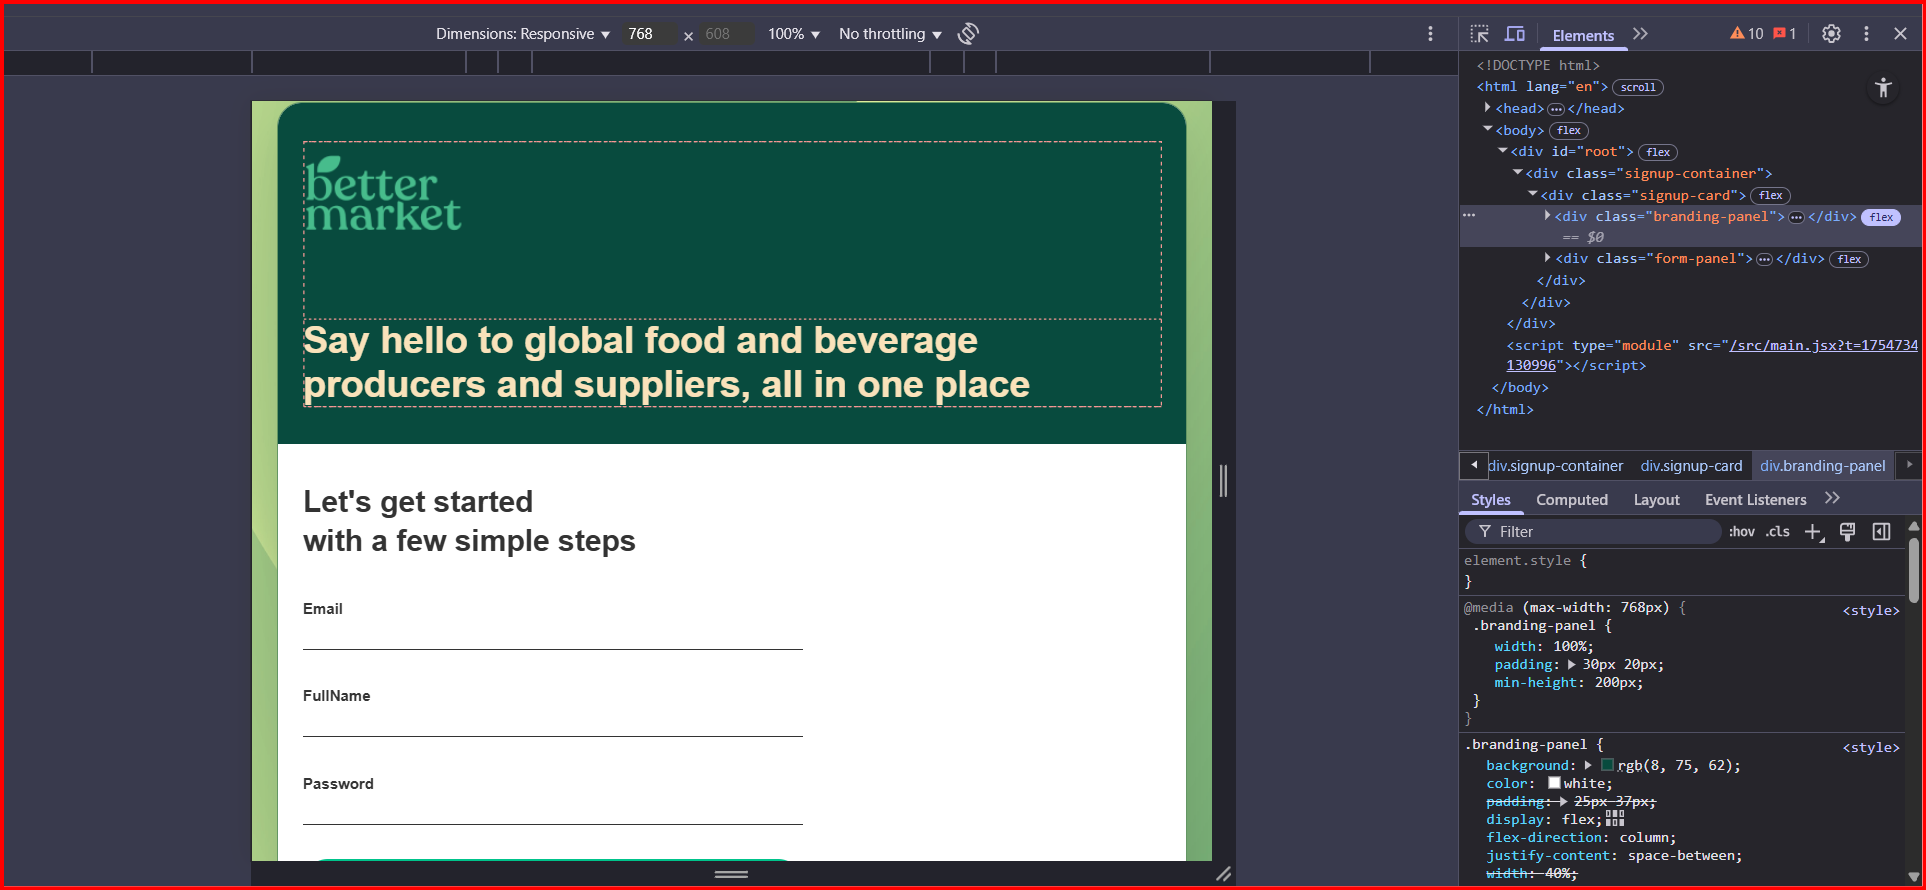 Dimensions: Responsive ▼ 768 × 608 100% ▼ No throttling ▼
Elements
10
1
<!DOCTYPE html>
<html lang="en"> scroll
<head> ••• </head>
<body> flex
<div id="root"> flex
<div class="signup-container">
<div class="signup-card"> flex
<div class="branding-panel"> ••• </div> flex
== $0
<div class="form-panel"> ••• </div> flex
</div>
</div>
</div>
<script type="module" src="/src/main.jsx?t=1754734
130996"></script>
</body>
</html>
div.signup-container div.signup-card div.branding-panel
Styles Computed Layout Event Listeners
Filter :hov .cls
element.style {
}
@media (max-width: 768px) { <style>
.branding-panel {
width: 100%;
padding: 30px 20px;
min-height: 200px;
}
}
.branding-panel { <style>
background: rgb(8, 75, 62);
color: white;
padding: 25px 37px;
display: flex;
flex-direction: column;
justify-content: space-between;
width: 40%;
better
market
Say hello to global food and beverage
producers and suppliers, all in one place
Let's get started
with a few simple steps
Email
FullName
Password